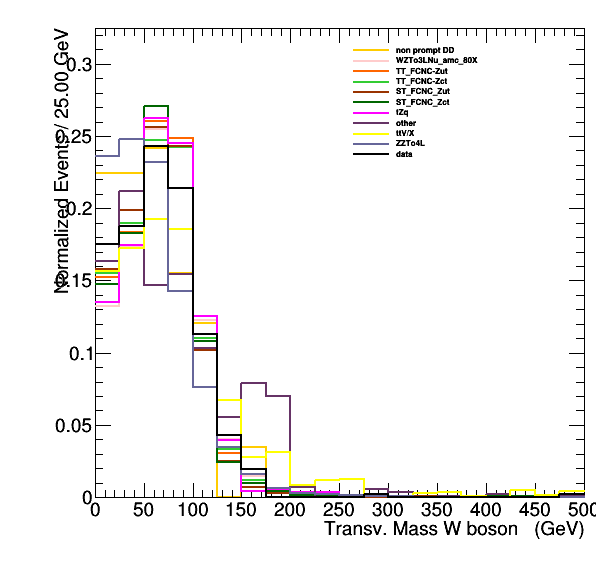 Normalized Events / 25.00 GeV
0.3
0.25
0.2
0.15
0.1
0.05
0
non prompt DD
WZTo3LNu_amc_80X
TT_FCNC-Zut
TT_FCNC-Zct
ST_FCNC_Zut
ST_FCNC_Zct
tZq
other
ttV/X
ZZTo4L
data
0 50 100 150 200 250 300 350 400 450 500
Transv. Mass W boson (GeV)